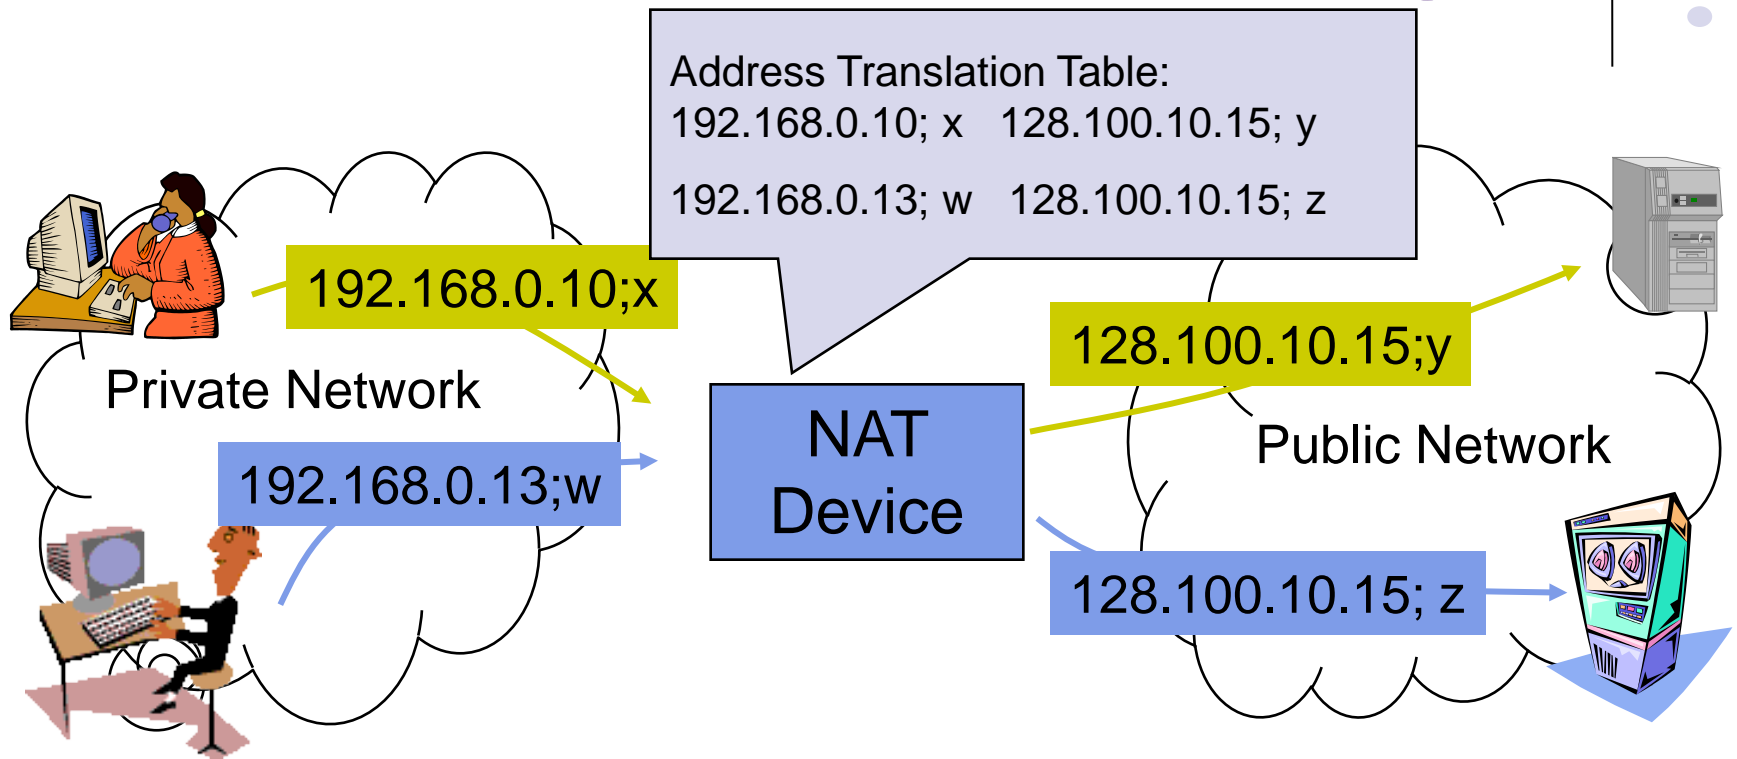 Address Translation Table:
192.168.0.10; x 128.100.10.15; y
192.168.0.13; w 128.100.10.15; z
192.168.0.10;x
128.100.10.15;y
Private Network
NAT
Device
Public Network
192.168.0.13;w
128.100.10.15; z